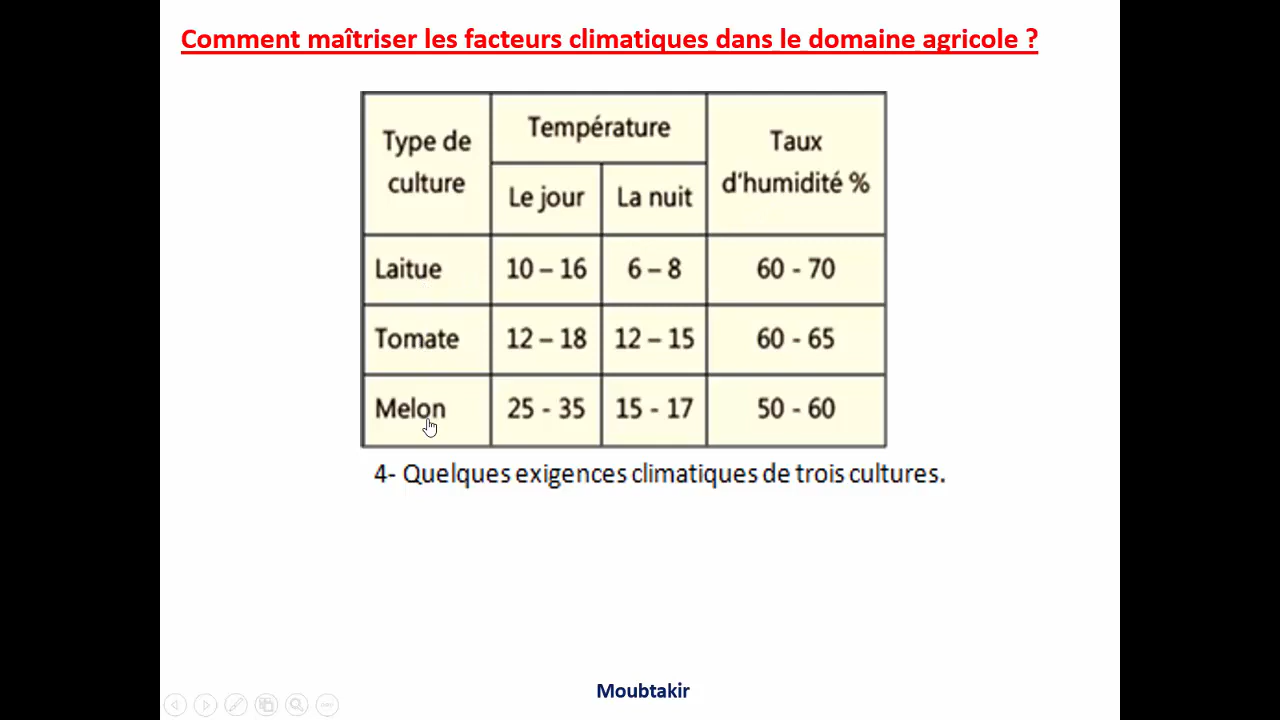 Comment maîtriser les facteurs climatiques dans le domaine agricole ?
Type de culture | Température | Taux d'humidité %
Le jour | La nuit
Laitue | 10 – 16 | 6 – 8 | 60 - 70
Tomate | 12 – 18 | 12 – 15 | 60 - 65
Melon | 25 - 35 | 15 - 17 | 50 - 60
4- Quelques exigences climatiques de trois cultures.
Moubtakir